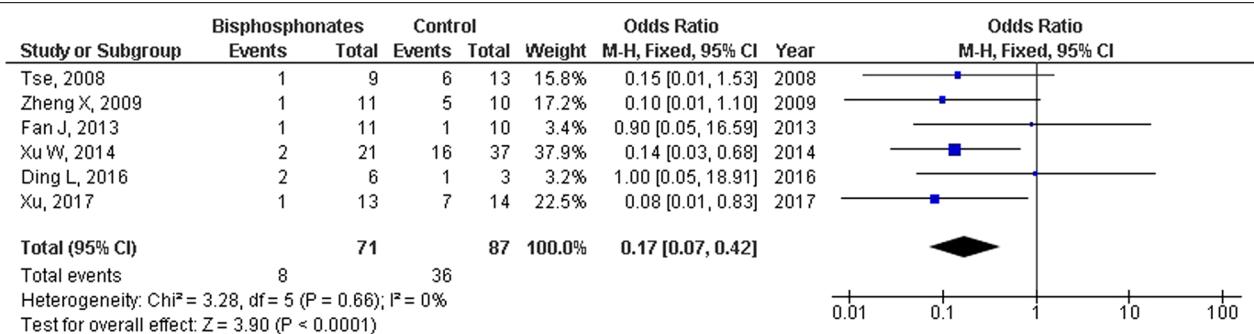 Bisphosphonates Control Odds Ratio Odds Ratio
Study or Subgroup Events Total Events Total Weight M-H, Fixed, 95% CI Year M-H, Fixed, 95% CI
Tse, 2008 1 9 6 13 15.8% 0.15 [0.01, 1.53] 2008
Zheng X, 2009 1 11 5 10 17.2% 0.10 [0.01, 1.10] 2009
Fan J, 2013 1 11 1 10 3.4% 0.90 [0.05, 16.59] 2013
Xu W, 2014 2 21 16 37 37.9% 0.14 [0.03, 0.68] 2014
Ding L, 2016 2 6 1 3 3.2% 1.00 [0.05, 18.91] 2016
Xu, 2017 1 13 7 14 22.5% 0.08 [0.01, 0.83] 2017
Total (95% CI) 71 87 100.0% 0.17 [0.07, 0.42]
Total events 8 36
Heterogeneity: Chi² = 3.28, df = 5 (P = 0.66); I² = 0%
Test for overall effect: Z = 3.90 (P < 0.0001)
0.01 0.1 1 10 100